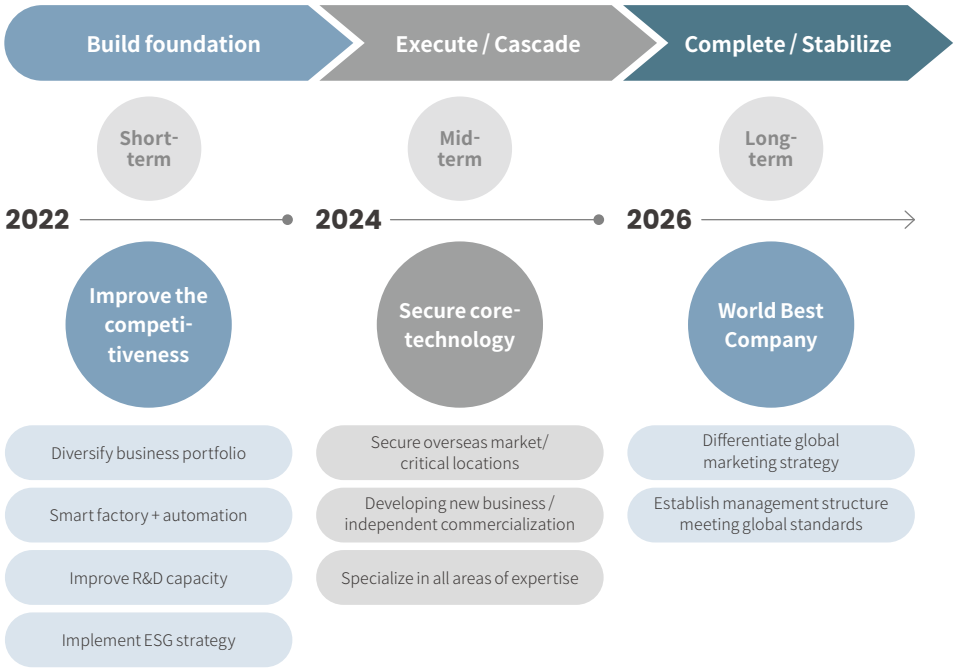 Build foundation
Execute / Cascade
Complete / Stabilize
Short-
term
Mid-
term
Long-
term
2022
2024
2026
Improve the
competi-
tiveness
Secure core-
technology
World Best
Company
Diversify business portfolio
Smart factory + automation
Improve R&D capacity
Implement ESG strategy
Secure overseas market/
critical locations
Developing new business /
independent commercialization
Specialize in all areas of expertise
Differentiate global
marketing strategy
Establish management structure
meeting global standards